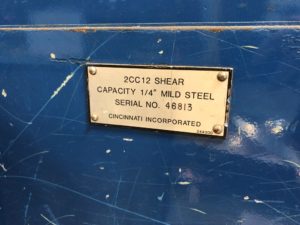 2CC12 SHEAR
CAPACITY 1/4" MILD STEEL
SERIAL NO. 46813
CINCINNATI INCORPORATED